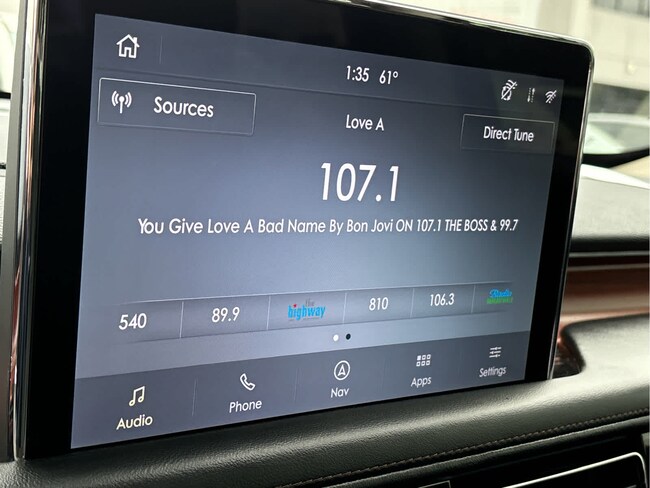 1:35 61°
Sources
Love A
Direct Tune
107.1
You Give Love A Bad Name By Bon Jovi ON 107.1 THE BOSS & 99.7
540 89.9 the highway 810 106.3 Radio
Audio Phone Nav Apps Settings